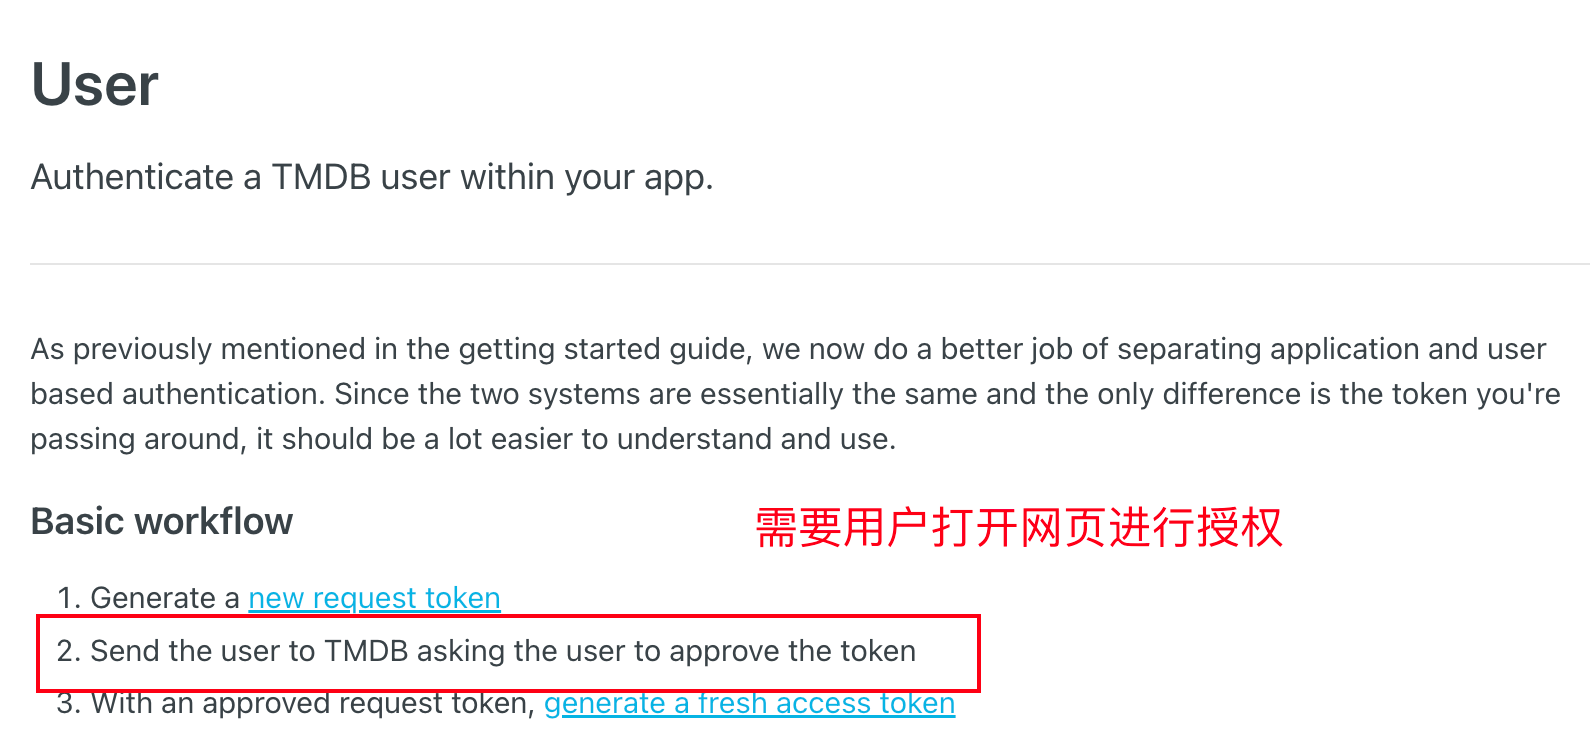 User
Authenticate a TMDB user within your app.
As previously mentioned in the getting started guide, we now do a better job of separating application and user
based authentication. Since the two systems are essentially the same and the only difference is the token you're
passing around, it should be a lot easier to understand and use.
Basic workflow
需要用户打开网页进行授权
1. Generate a new request token
2. Send the user to TMDB asking the user to approve the token
3. With an approved request token, generate a fresh access token